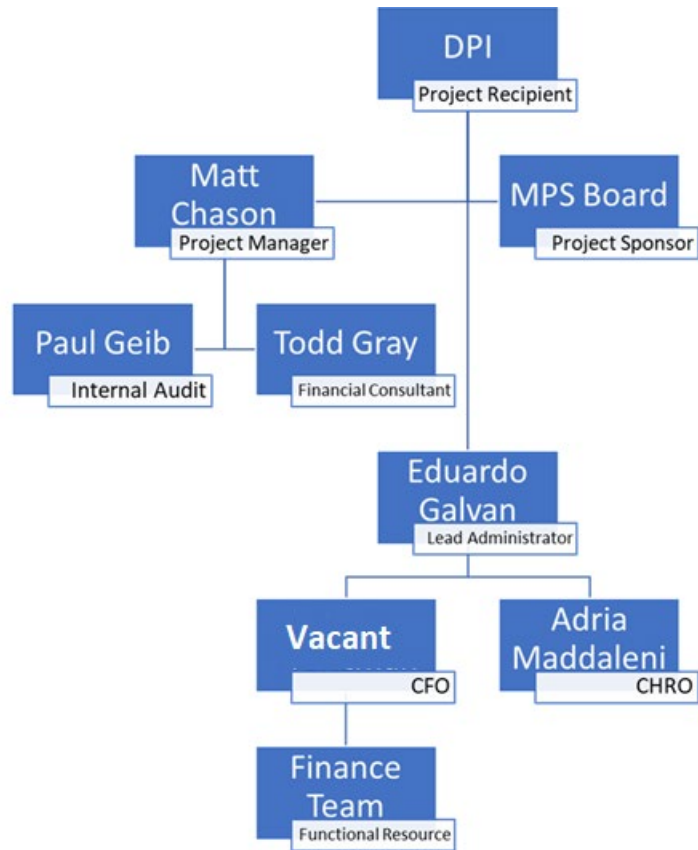 DPI
Project Recipient
Matt
Chason
Project Manager
MPS Board
Project Sponsor
Paul Geib
Internal Audit
Todd Gray
Financial Consultant
Eduardo
Galvan
Lead Administrator
Vacant
CFO
Adria
Maddaleni
CHRO
Finance
Team
Functional Resource